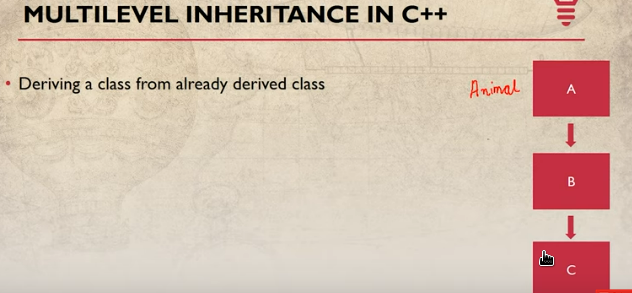 MULTILEVEL INHERITANCE IN C++
• Deriving a class from already derived class
Animal
A
B
C